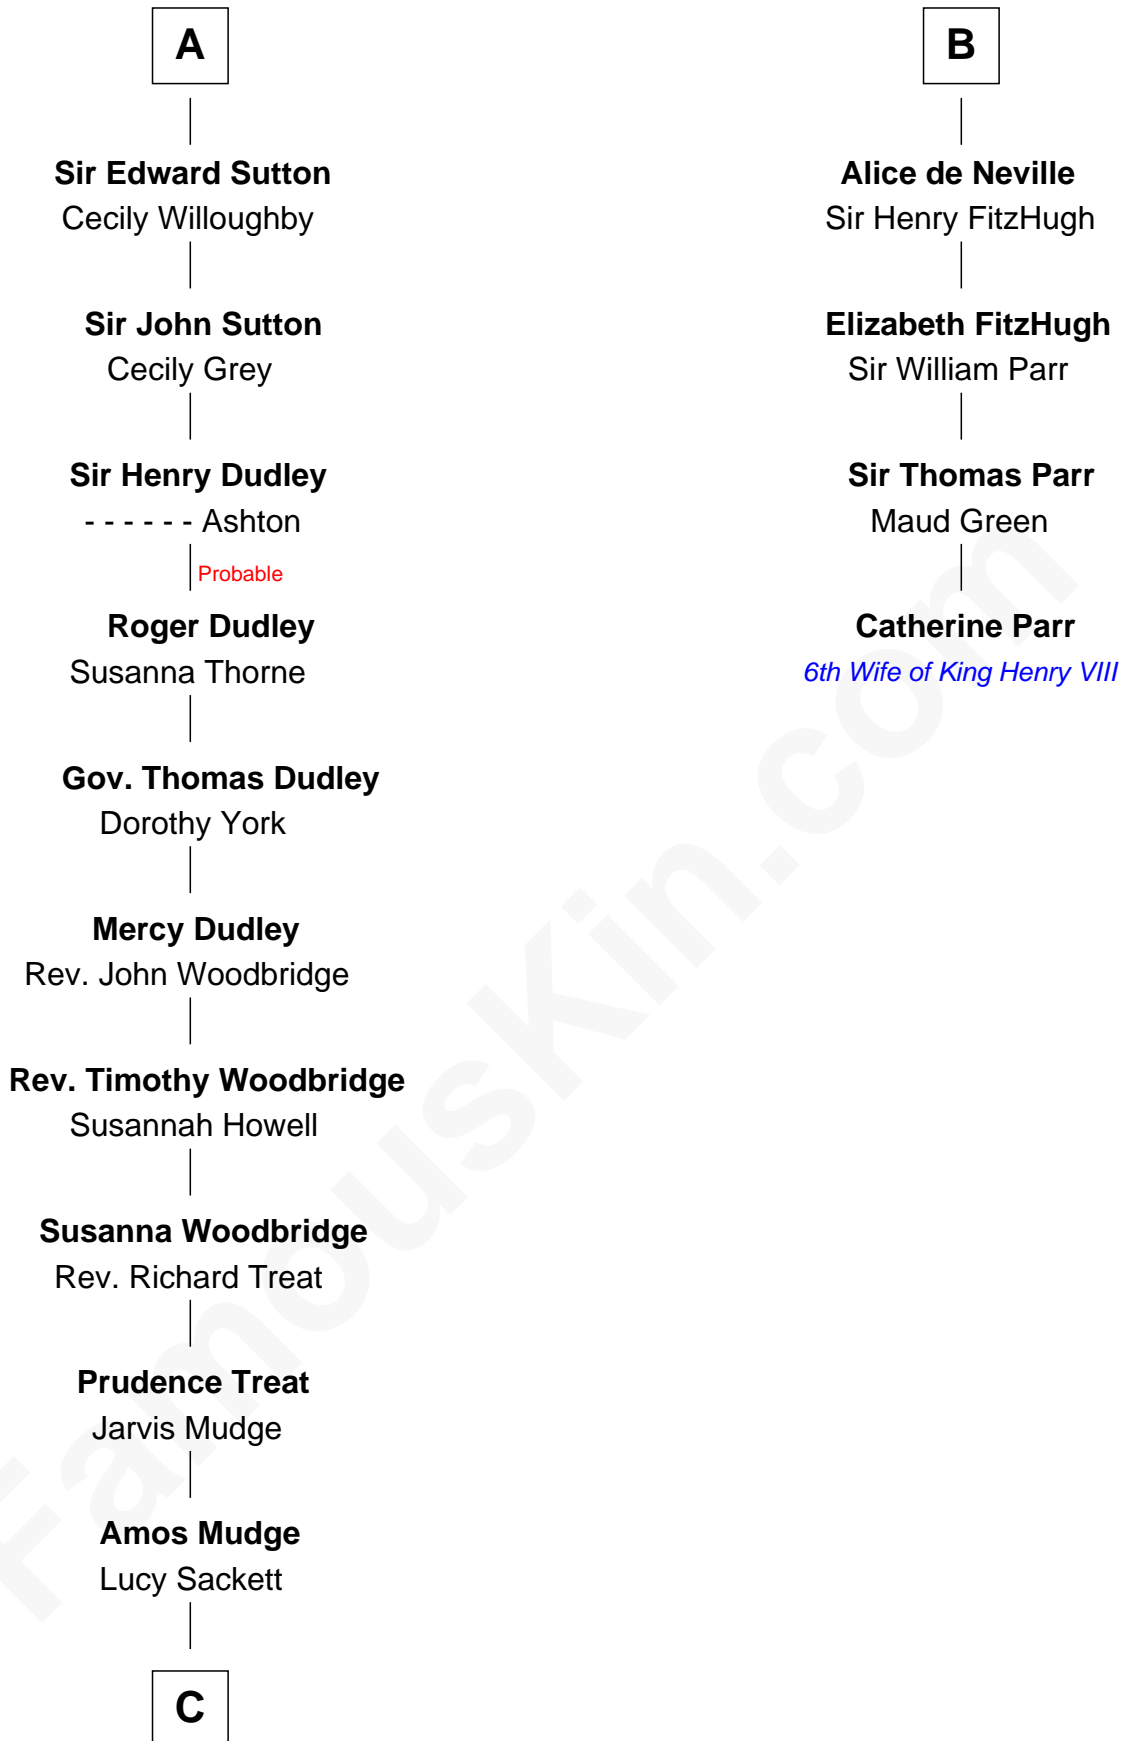 A
Sir Edward Sutton
Cecily Willoughby
Sir John Sutton
Cecily Grey
Sir Henry Dudley
- - - - - - Ashton
Probable
Roger Dudley
Susanna Thorne
Gov. Thomas Dudley
Dorothy York
Mercy Dudley
Rev. John Woodbridge
Rev. Timothy Woodbridge
Susannah Howell
Susanna Woodbridge
Rev. Richard Treat
Prudence Treat
Jarvis Mudge
Amos Mudge
Lucy Sackett
C
B
Alice de Neville
Sir Henry FitzHugh
Elizabeth FitzHugh
Sir William Parr
Sir Thomas Parr
Maud Green
Catherine Parr
6th Wife of King Henry VIII
FamousKin.com